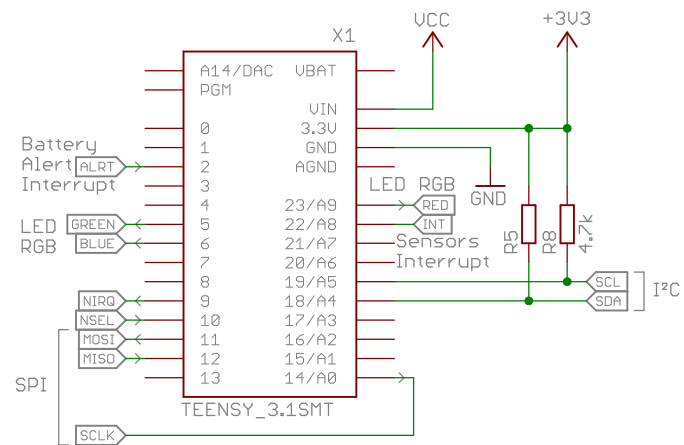 VCC
+3V3
X1
A14/DAC VBAT
PGM
VIN
0 3.3V
Battery
1 GND
Alert
ALRT
2 AGND
Interrupt
3
LED RGB
4 23/A9 RED
GND
LED
GREEN
5 22/A8 INT
RGB
BLUE
6 21/A7
Sensors
Interrupt
7 20/A6
R5
R8
4.7k
8 19/A5 SCL
I²C
NIRQ 9 18/A4 SDA
NSEL 10 17/A3
MOSI 11 16/A2
MISO 12 15/A1
SPI
13 14/A0
TEENSY_3.1SMT
SCLK